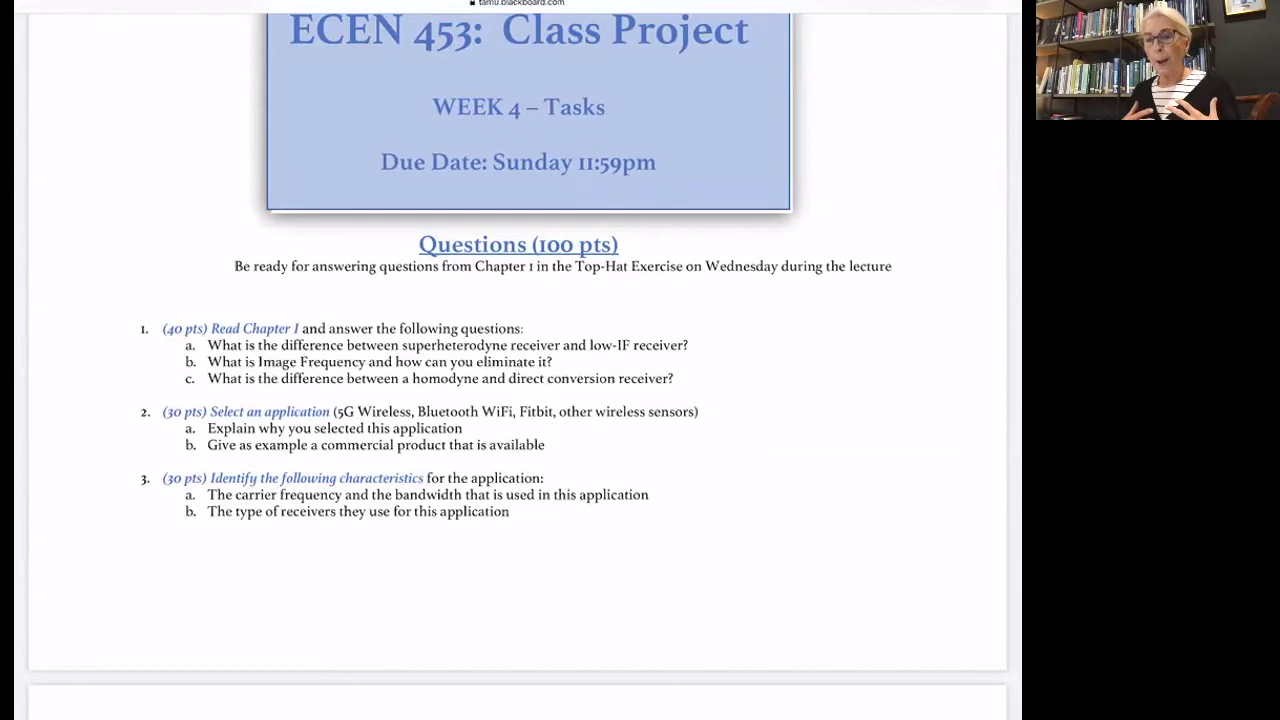 tamu.blackboard.com
ECEN 453: Class Project
WEEK 4 – Tasks
Due Date: Sunday 11:59pm
Questions (100 pts)
Be ready for answering questions from Chapter 1 in the Top-Hat Exercise on Wednesday during the lecture
1. (40 pts) Read Chapter I and answer the following questions:
a. What is the difference between superheterodyne receiver and low-IF receiver?
b. What is Image Frequency and how can you eliminate it?
c. What is the difference between a homodyne and direct conversion receiver?
2. (30 pts) Select an application (5G Wireless, Bluetooth WiFi, Fitbit, other wireless sensors)
a. Explain why you selected this application
b. Give as example a commercial product that is available
3. (30 pts) Identify the following characteristics for the application:
a. The carrier frequency and the bandwidth that is used in this application
b. The type of receivers they use for this application